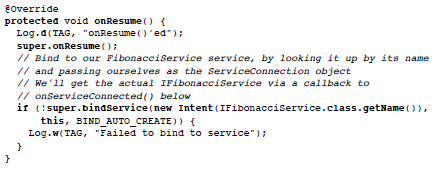 @Override
protected void onResume() {
  Log.d(TAG, "onResume()'ed");
  super.onResume();
  // Bind to our FibonacciService service, by looking it up by its name
  // and passing ourselves as the ServiceConnection object
  // We'll get the actual IFibonacciService via a callback to
  // onServiceConnected() below
  if (!super.bindService(new Intent(IFibonacciService.class.getName()),
      this, BIND_AUTO_CREATE)) {
    Log.w(TAG, "Failed to bind to service");
  }
}